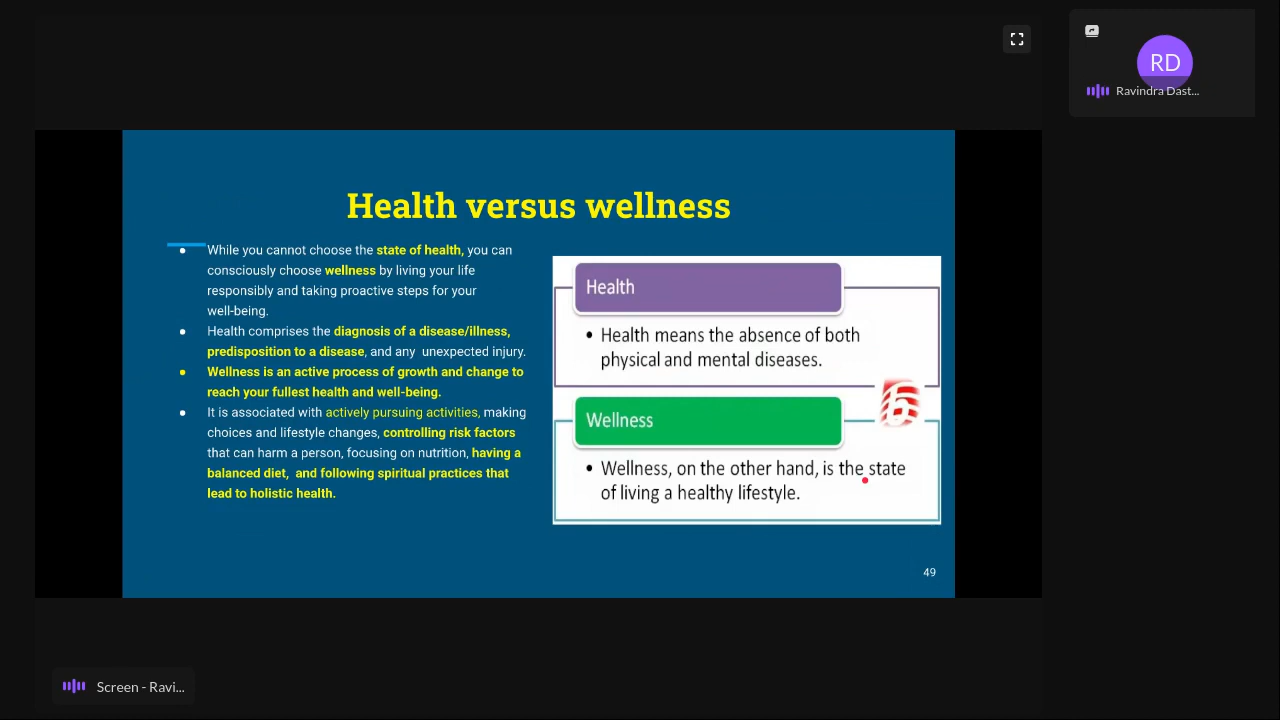 RD
Ravindra Dast...
Health versus wellness
● While you cannot choose the state of health, you can
consciously choose wellness by living your life
responsibly and taking proactive steps for your
well-being.
● Health comprises the diagnosis of a disease/illness,
predisposition to a disease, and any unexpected injury.
● Wellness is an active process of growth and change to
reach your fullest health and well-being.
● It is associated with actively pursuing activities, making
choices and lifestyle changes, controlling risk factors
that can harm a person, focusing on nutrition, having a
balanced diet, and following spiritual practices that
lead to holistic health.
Health
• Health means the absence of both
physical and mental diseases.
Wellness
• Wellness, on the other hand, is the state
of living a healthy lifestyle.
49
Screen - Ravi...